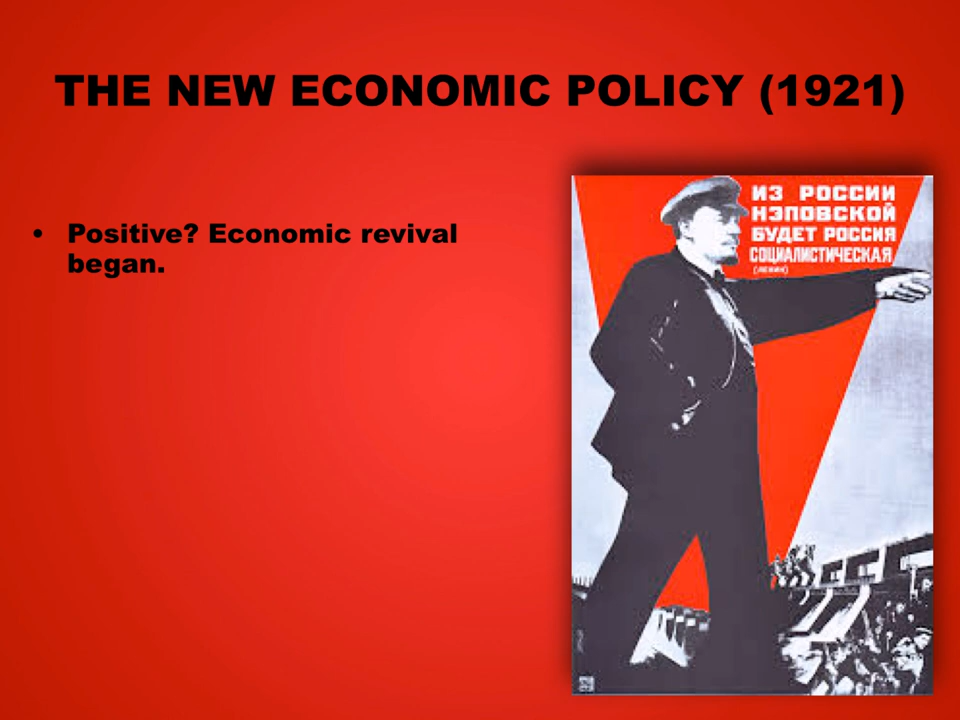 THE NEW ECONOMIC POLICY (1921)
• Positive? Economic revival
began.
ИЗ РОССИИ
НЭПОВСКОЙ
БУДЕТ РОССИЯ
СОЦИАЛИСТИЧЕСКАЯ
(ЛЕНИН)